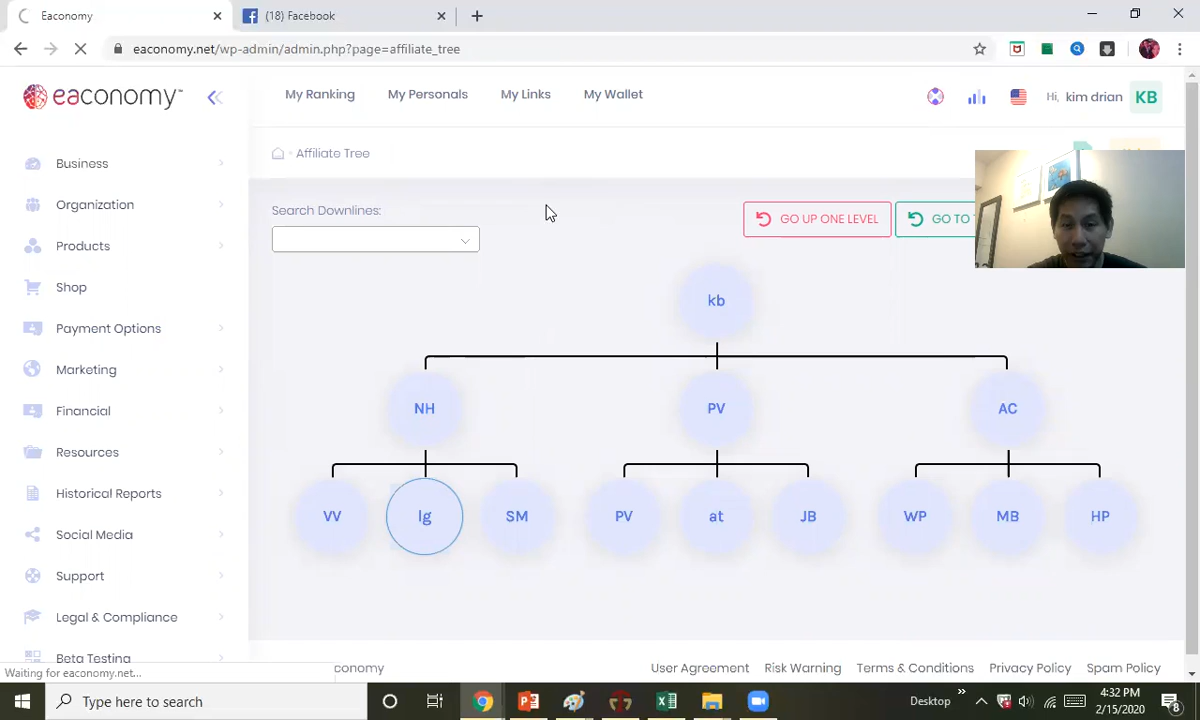 Eaconomy
(18) Facebook
eaconomy.net/wp-admin/admin.php?page=affiliate_tree
eaconomy™
My Ranking
My Personals
My Links
My Wallet
Hi, kim drian
KB
Affiliate Tree
Business
Organization
Products
Shop
Payment Options
Marketing
Financial
Resources
Historical Reports
Social Media
Support
Legal & Compliance
Beta Testing
Search Downlines:
GO UP ONE LEVEL
GO TO
kb
NH
PV
AC
VV
lg
SM
PV
at
JB
WP
MB
HP
Waiting for eaconomy.net...
conomy
User Agreement
Risk Warning
Terms & Conditions
Privacy Policy
Spam Policy
Type here to search
Desktop
4:32 PM
2/15/2020
8